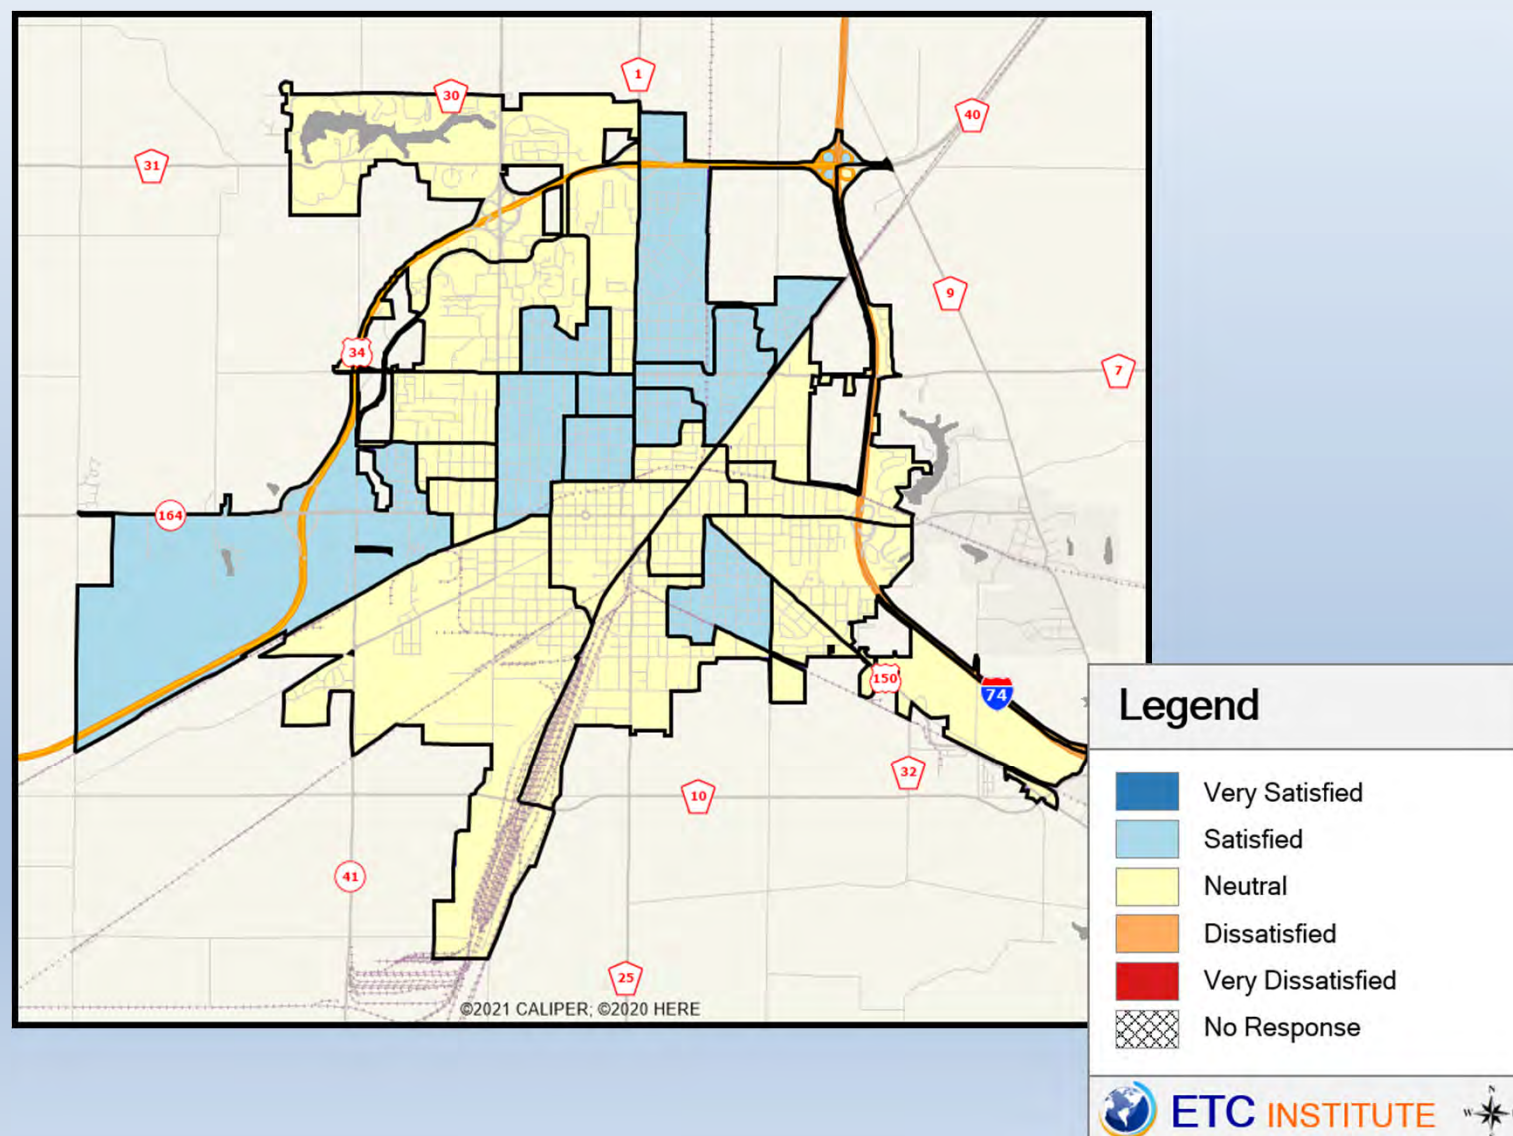 1
30
40
31
9
34
7
164
150
74
32
10
41
25
©2021 CALIPER; ©2020 HERE
Legend
Very Satisfied
Satisfied
Neutral
Dissatisfied
Very Dissatisfied
No Response
ETC INSTITUTE
N
W
S